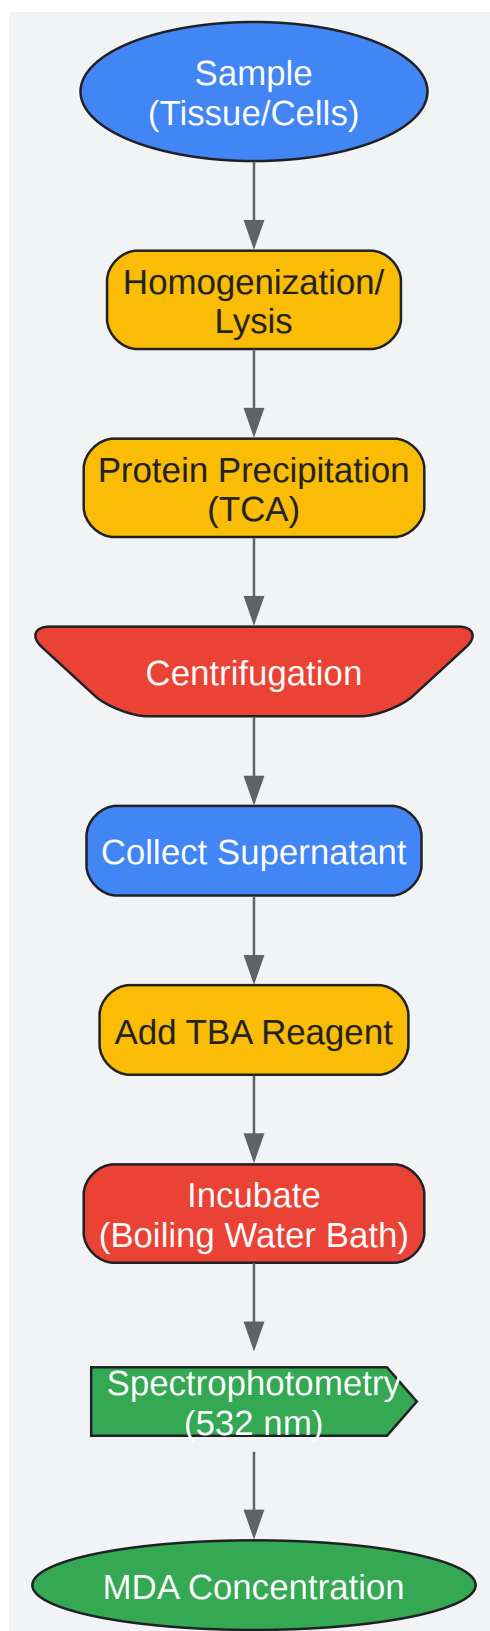 Sample
(Tissue/Cells)
Homogenization/
Lysis
Protein Precipitation
(TCA)
Centrifugation
Collect Supernatant
Add TBA Reagent
Incubate
(Boiling Water Bath)
Spectrophotometry
(532 nm)
MDA Concentration